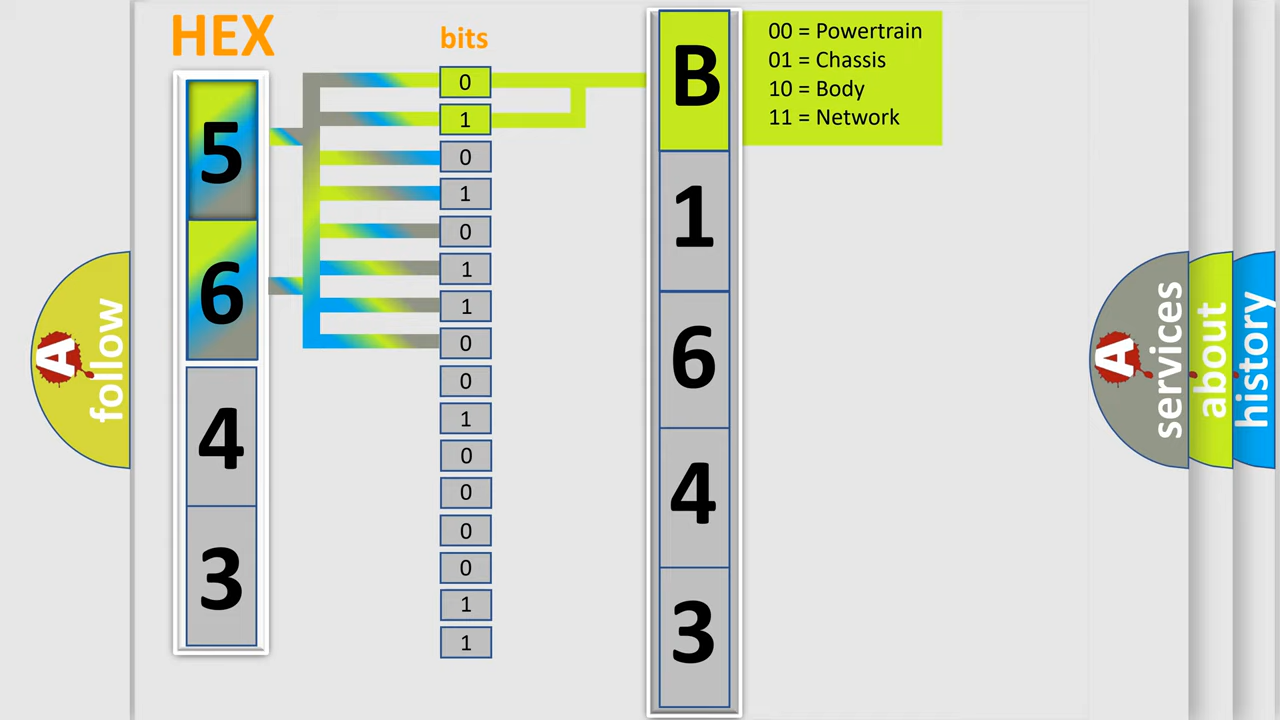 HEX
bits
5
6
4
3
0
1
0
1
0
1
1
0
0
1
0
0
0
0
1
1
B
1
6
4
3
00 = Powertrain
01 = Chassis
10 = Body
11 = Network
A
follow
A
services
about
history